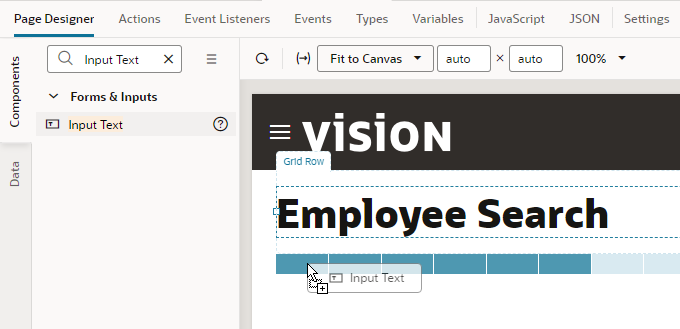 Page Designer Actions Event Listeners Events Types Variables JavaScript JSON Settings
Components
Data
Input Text
Forms & Inputs
Input Text
Fit to Canvas auto × auto 100%
vision
Grid Row
Employee Search
Input Text